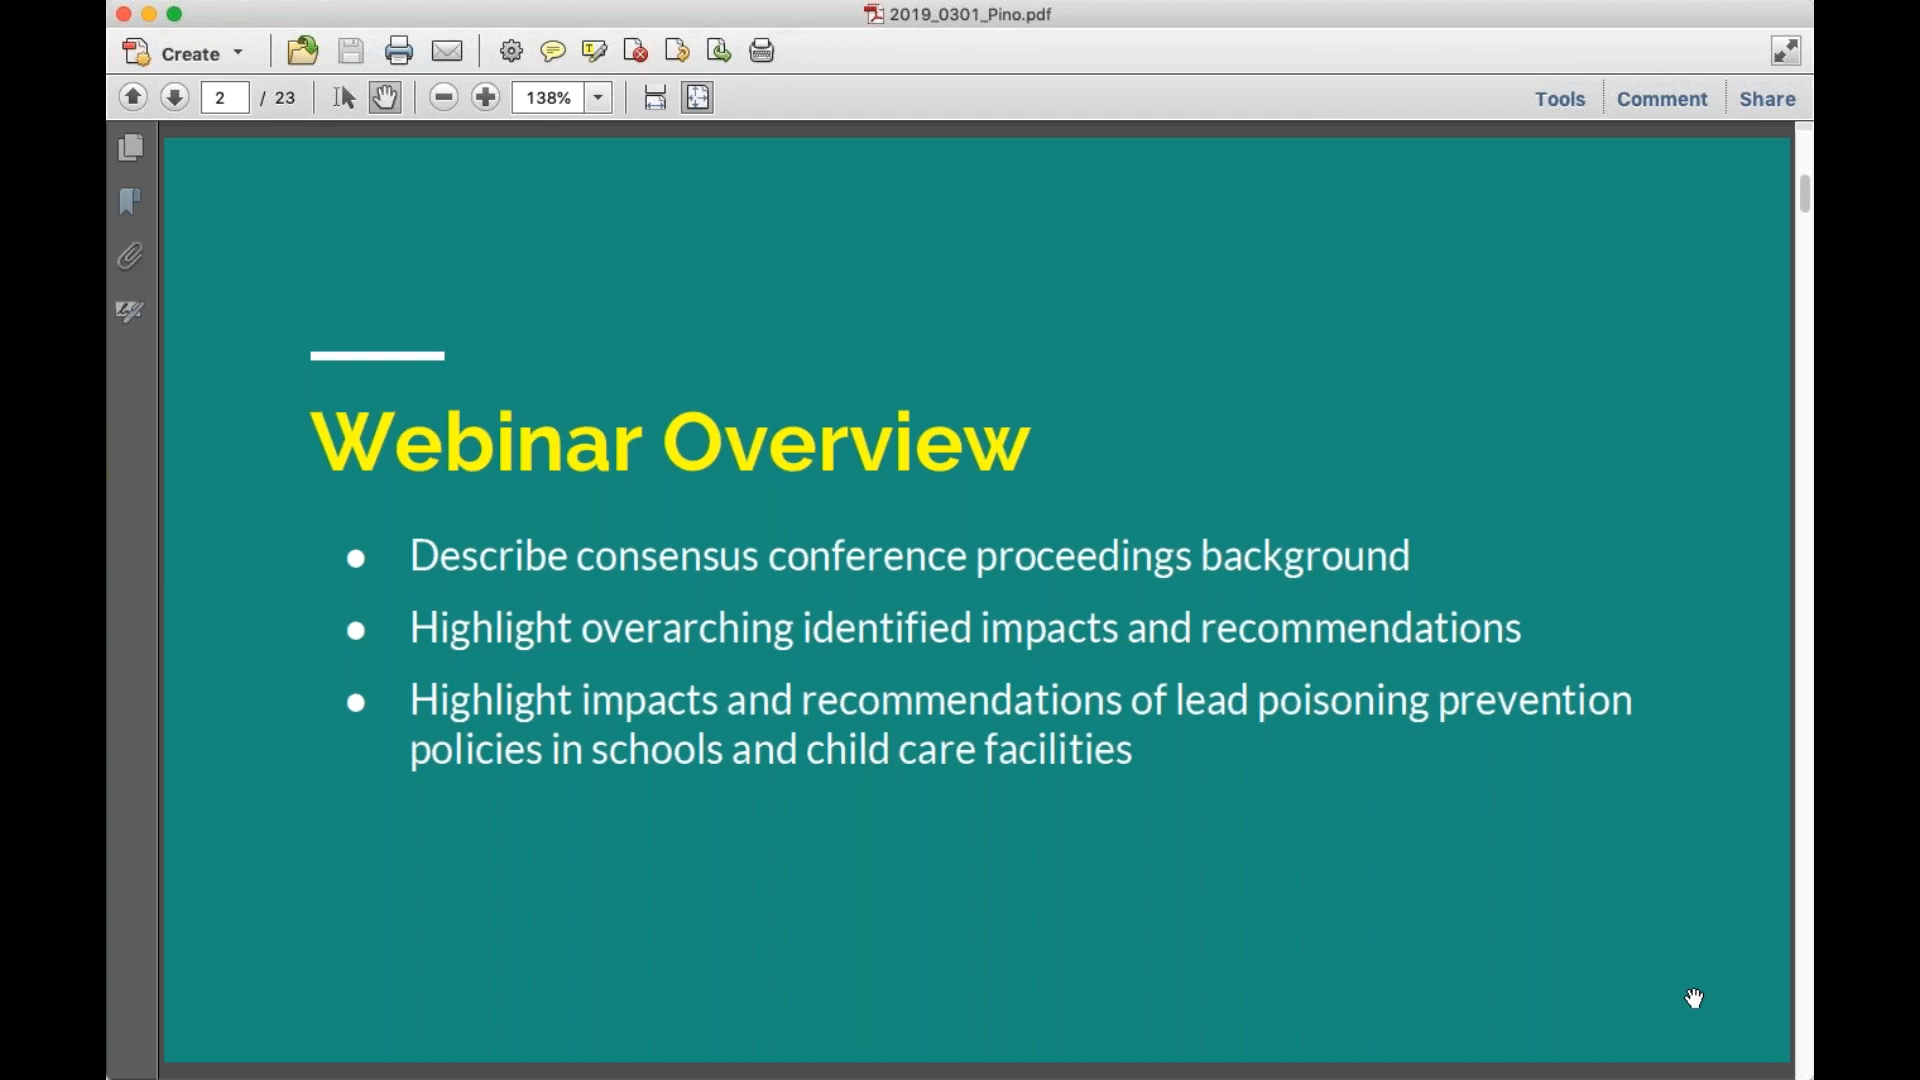 2019_0301_Pino.pdf
Create
2 / 23 138% Tools Comment Share
Webinar Overview
● Describe consensus conference proceedings background
● Highlight overarching identified impacts and recommendations
● Highlight impacts and recommendations of lead poisoning prevention
policies in schools and child care facilities